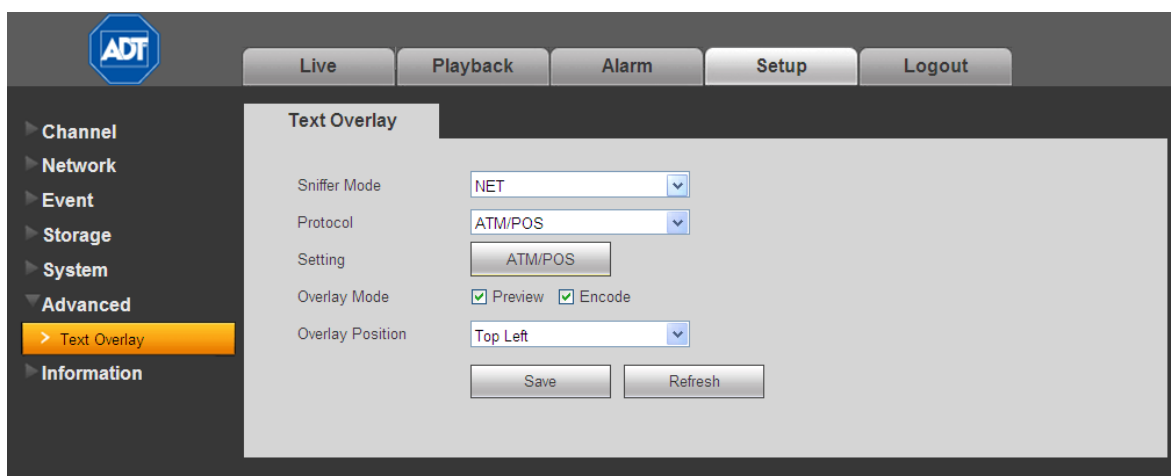 ADT
Live Playback Alarm Setup Logout
Text Overlay
Channel
Network
Event
Storage
System
Advanced
> Text Overlay
Information
Sniffer Mode NET
Protocol ATM/POS
Setting ATM/POS
Overlay Mode Preview Encode
Overlay Position Top Left
Save Refresh